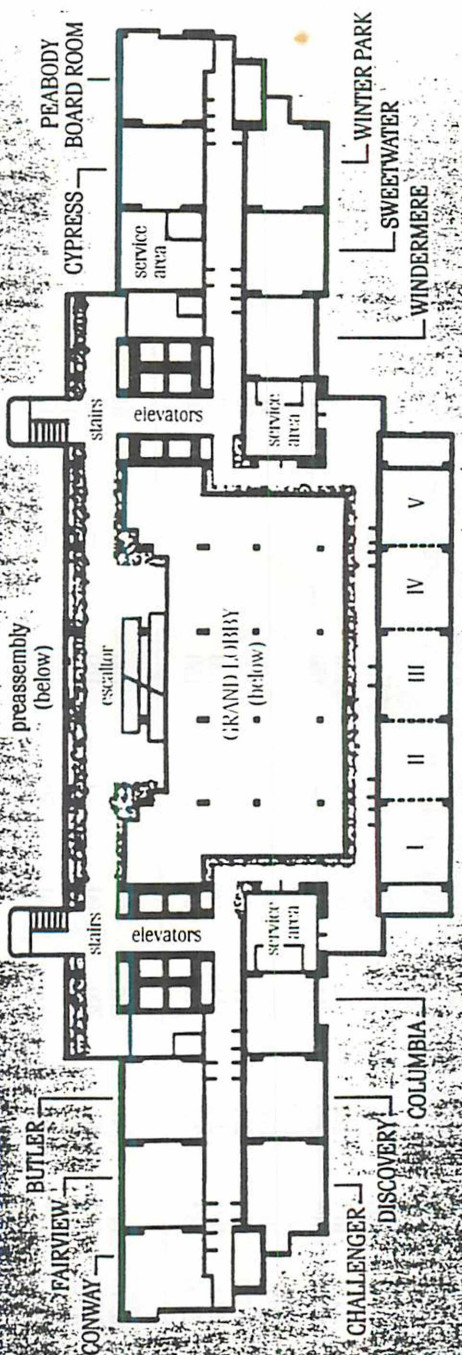 CONWAY
FAIRVIEW
BUTLER
preassembly
(below)
CYPRESS
PEABODY
BOARD ROOM
stairs
escaltor
stairs
service
area
elevators
elevators
GRAND LOBBY
(below)
service
area
service
area
CHALLENGER
DISCOVERY
COLUMBIA
I
II
III
IV
V
WINDERMERE
SWEETWATER
WINTER PARK